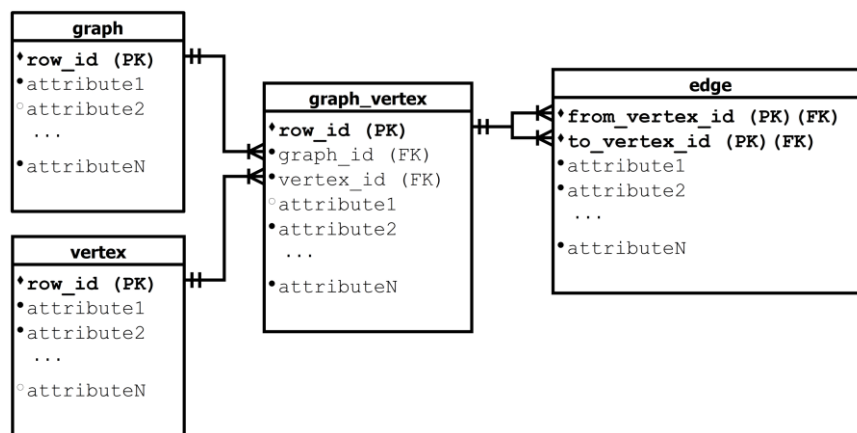 graph
row_id (PK)
attribute1
attribute2
...
attributeN
vertex
row_id (PK)
attribute1
attribute2
...
attributeN
graph_vertex
row_id (PK)
graph_id (FK)
vertex_id (FK)
attribute1
attribute2
...
attributeN
edge
from_vertex_id (PK)(FK)
to_vertex_id (PK)(FK)
attribute1
attribute2
...
attributeN